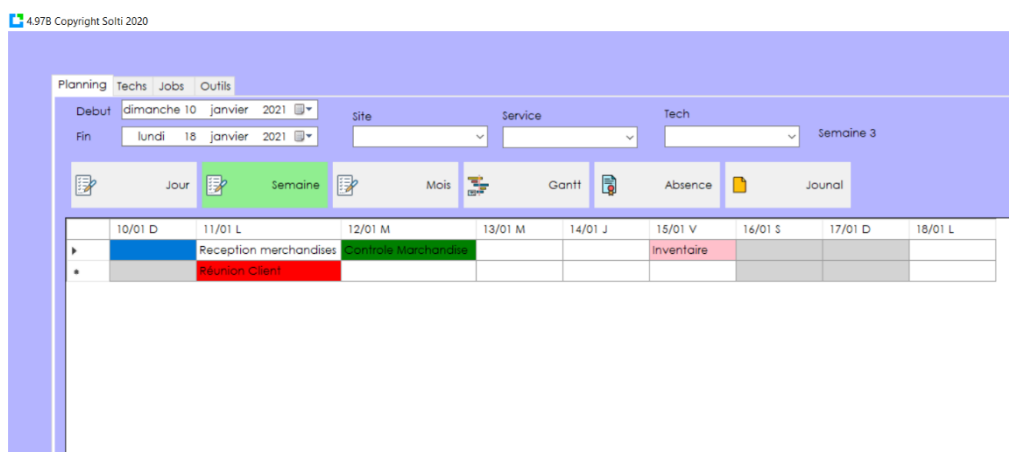 4.97B Copyright Solti 2020
Planning Techs Jobs Outils
Debut dimanche 10 janvier 2021 Site Service Tech
Fin lundi 18 janvier 2021 Semaine 3
Jour Semaine Mois Gantt Absence Jounal
10/01 D 11/01 L 12/01 M 13/01 M 14/01 J 15/01 V 16/01 S 17/01 D 18/01 L
Reception merchandises Controle Marchandise Inventaire
Réunion Client